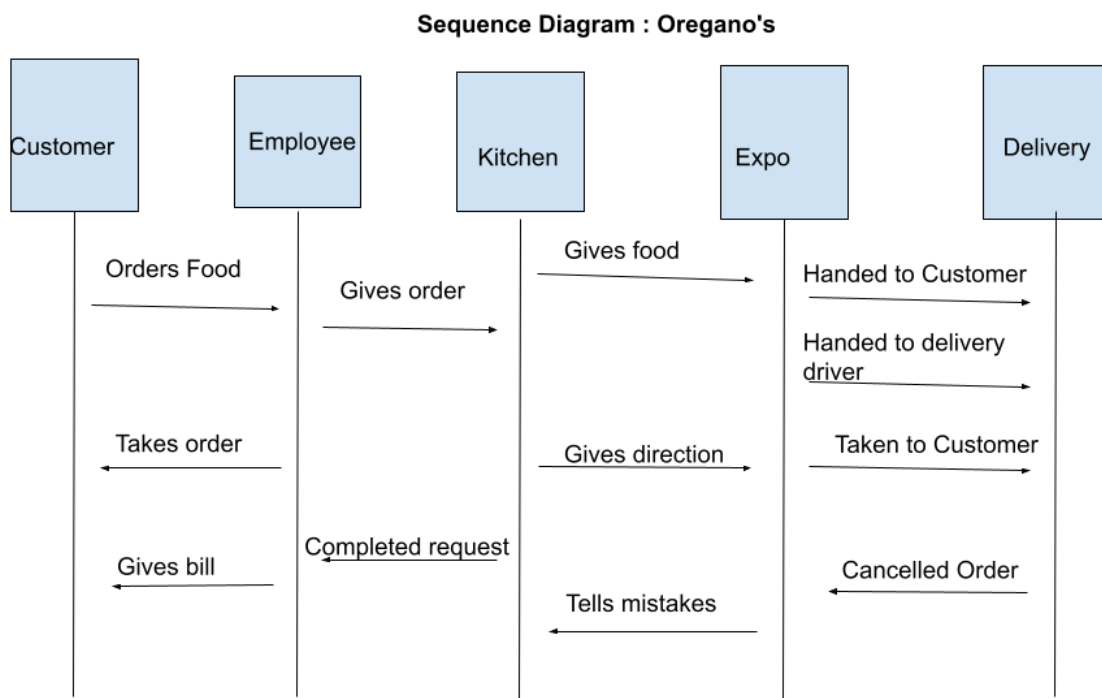 Sequence Diagram : Oregano's
Customer
Employee
Kitchen
Expo
Delivery
Orders Food
Gives order
Gives food
Handed to Customer
Handed to delivery
driver
Takes order
Gives direction
Taken to Customer
Completed request
Gives bill
Cancelled Order
Tells mistakes